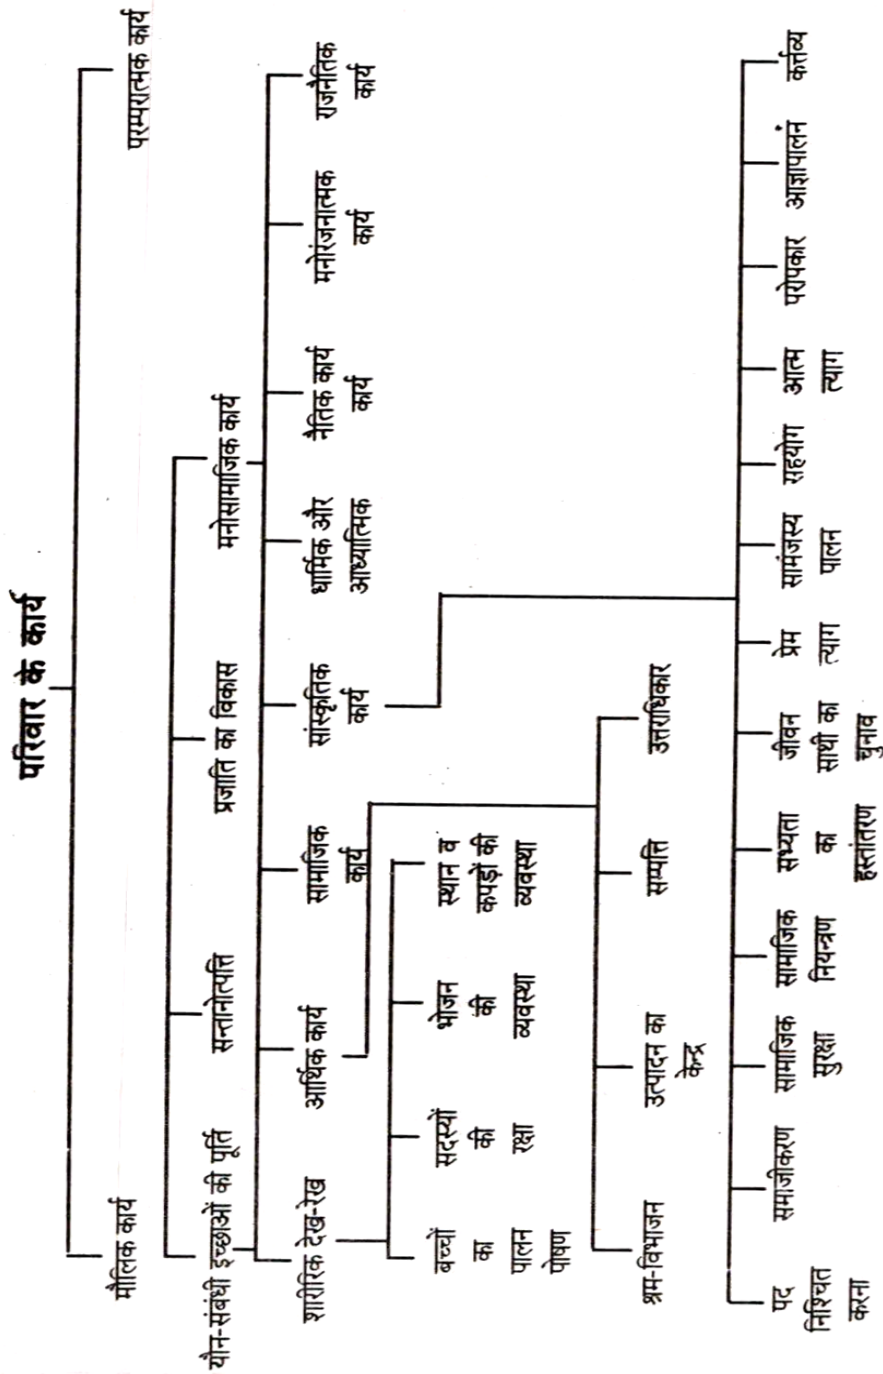 परिवार के कार्य
मौलिक कार्य
परम्परात्मक कार्य
यौन-संबंधी इच्छाओं की पूर्ति
सन्तानोत्पत्ति
प्रजाति का विकास
मनोसामाजिक कार्य
शारीरिक देख-रेख
आर्थिक कार्य
सामाजिक
कार्य
सांस्कृतिक
कार्य
धार्मिक और
आध्यात्मिक
नैतिक कार्य
कार्य
मनोरंजनात्मक
कार्य
राजनैतिक
कार्य
बच्चों
का
पालन
पोषण
सदस्यों
की
रक्षा
भोजन
की
व्यवस्था
स्थान व
कपड़ों की
व्यवस्था
श्रम-विभाजन
उत्पादन का
केन्द्र
सम्पत्ति
उत्तराधिकार
पद
निश्चित
करना
समाजीकरण
सामाजिक
सुरक्षा
सामाजिक
नियन्त्रण
सभ्यता
का
हस्तांतरण
जीवन
साथी का
चुनाव
प्रेम
त्याग
सामंजस्य
पालन
सहयोग
आत्म
त्याग
परोपकार
आज्ञापालन
कर्त्तव्य